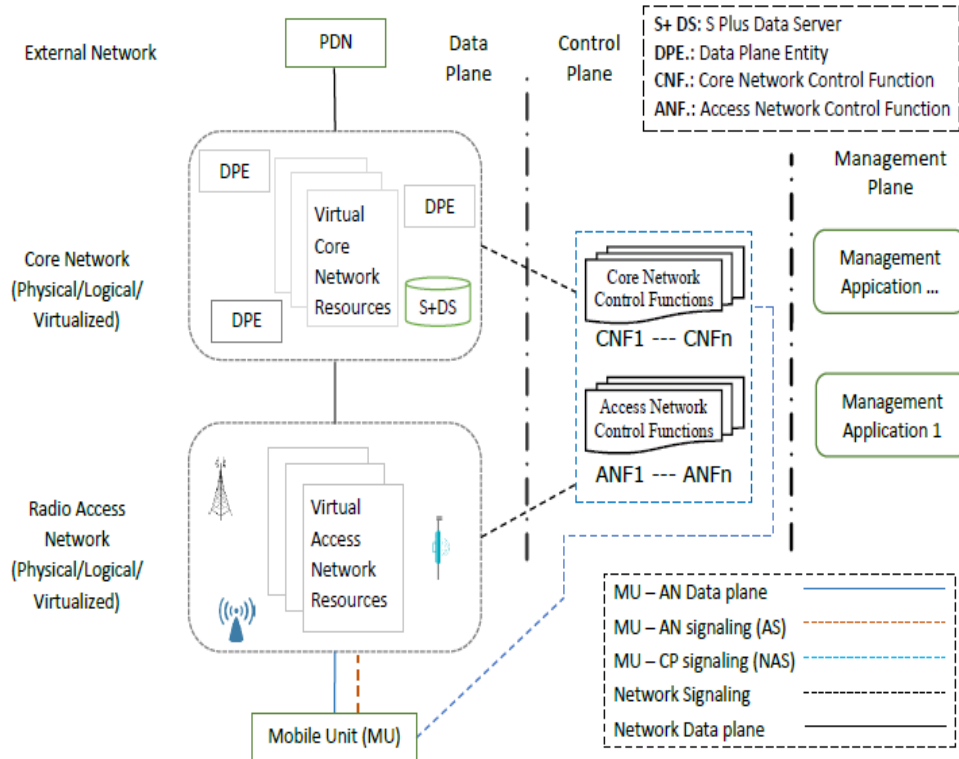 External Network
PDN
Data
Plane
Control
Plane
S+ DS: S Plus Data Server
DPE.: Data Plane Entity
CNF.: Core Network Control Function
ANF.: Access Network Control Function
Management
Plane
Core Network
(Physical/Logical/
Virtualized)
DPE
DPE
DPE
Virtual
Core
Network
Resources
S+DS
Core Network
Control Functions
CNF1 --- CNFn
Access Network
Control Functions
ANF1 --- ANFn
Management
Appication ...
Management
Application 1
Radio Access
Network
(Physical/Logical/
Virtualized)
Virtual
Access
Network
Resources
Mobile Unit (MU)
MU – AN Data plane
MU – AN signaling (AS)
MU – CP signaling (NAS)
Network Signaling
Network Data plane